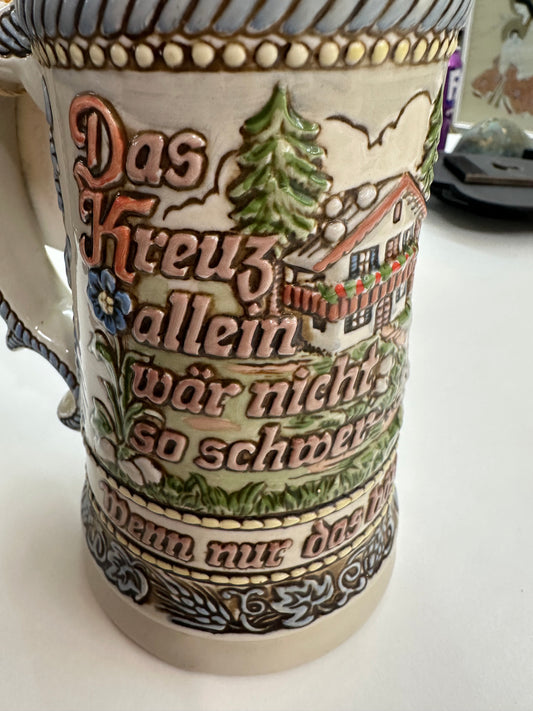 Das
Kreuz
allein
wär nicht
so schwer...
Wenn nur das